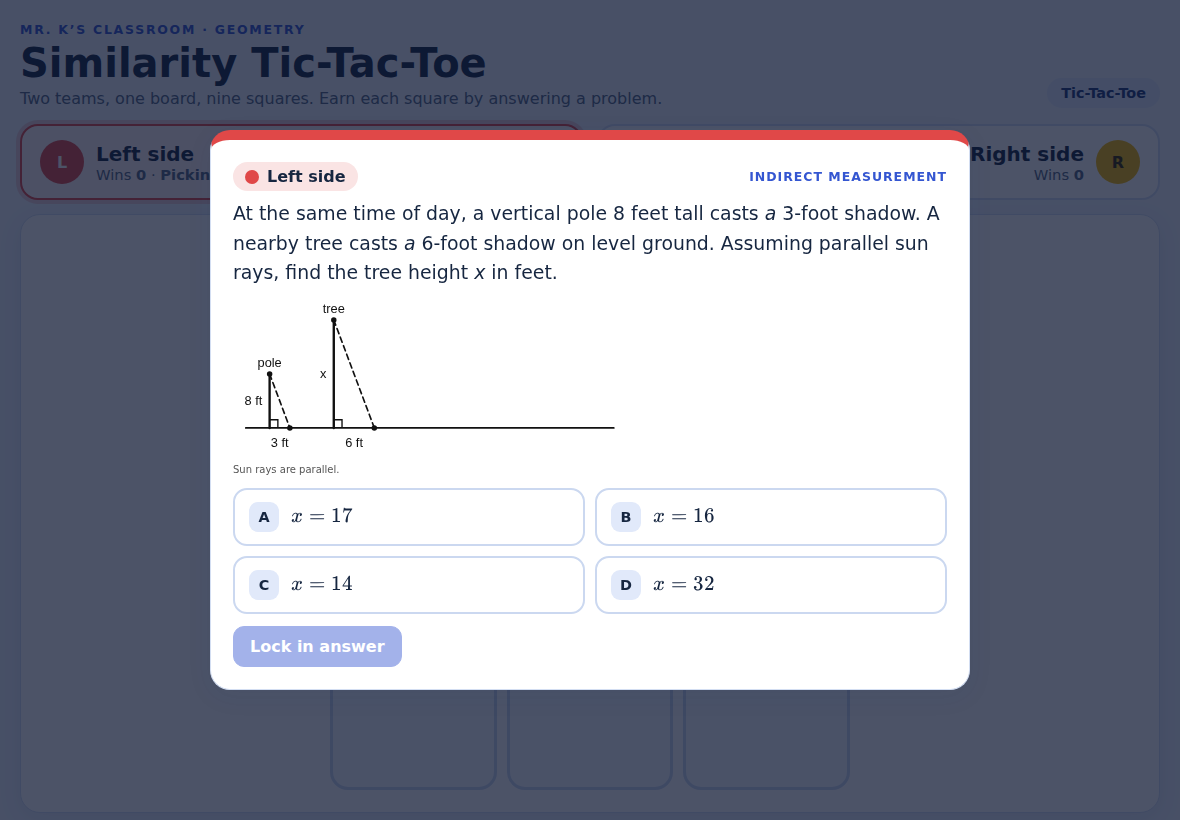 MR. K’S CLASSROOM · GEOMETRY
Similarity Tic-Tac-Toe
Two teams, one board, nine squares. Earn each square by answering a problem.
Tic-Tac-Toe
L
Left side
Wins 0 · Pickin
Right side
Wins 0
R
Left side
INDIRECT MEASUREMENT
At the same time of day, a vertical pole 8 feet tall casts a 3-foot shadow. A
nearby tree casts a 6-foot shadow on level ground. Assuming parallel sun
rays, find the tree height x in feet.
tree
pole
x
8 ft
3 ft
6 ft
Sun rays are parallel.
A x = 17
B x = 16
C x = 14
D x = 32
Lock in answer